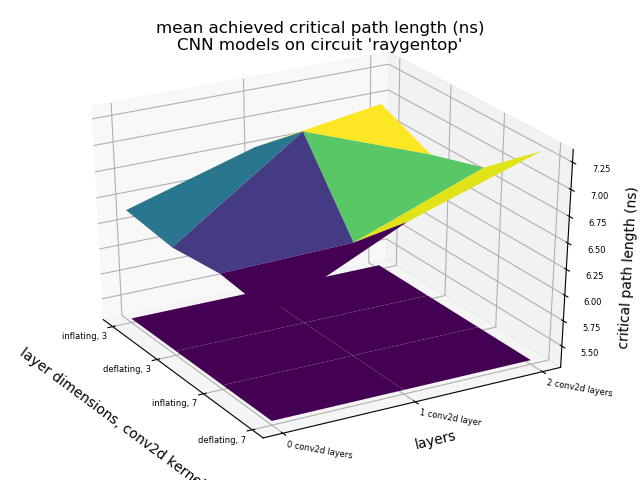 mean achieved critical path length (ns)
CNN models on circuit 'raygentop'
7.25
7.00
6.75
6.50
6.25
6.00
5.75
5.50
critical path length (ns)
inflating, 3
deflating, 3
inflating, 7
deflating, 7
layer dimensions, conv2d
0 conv2d layers
1 conv2d layer
2 conv2d layers
layers